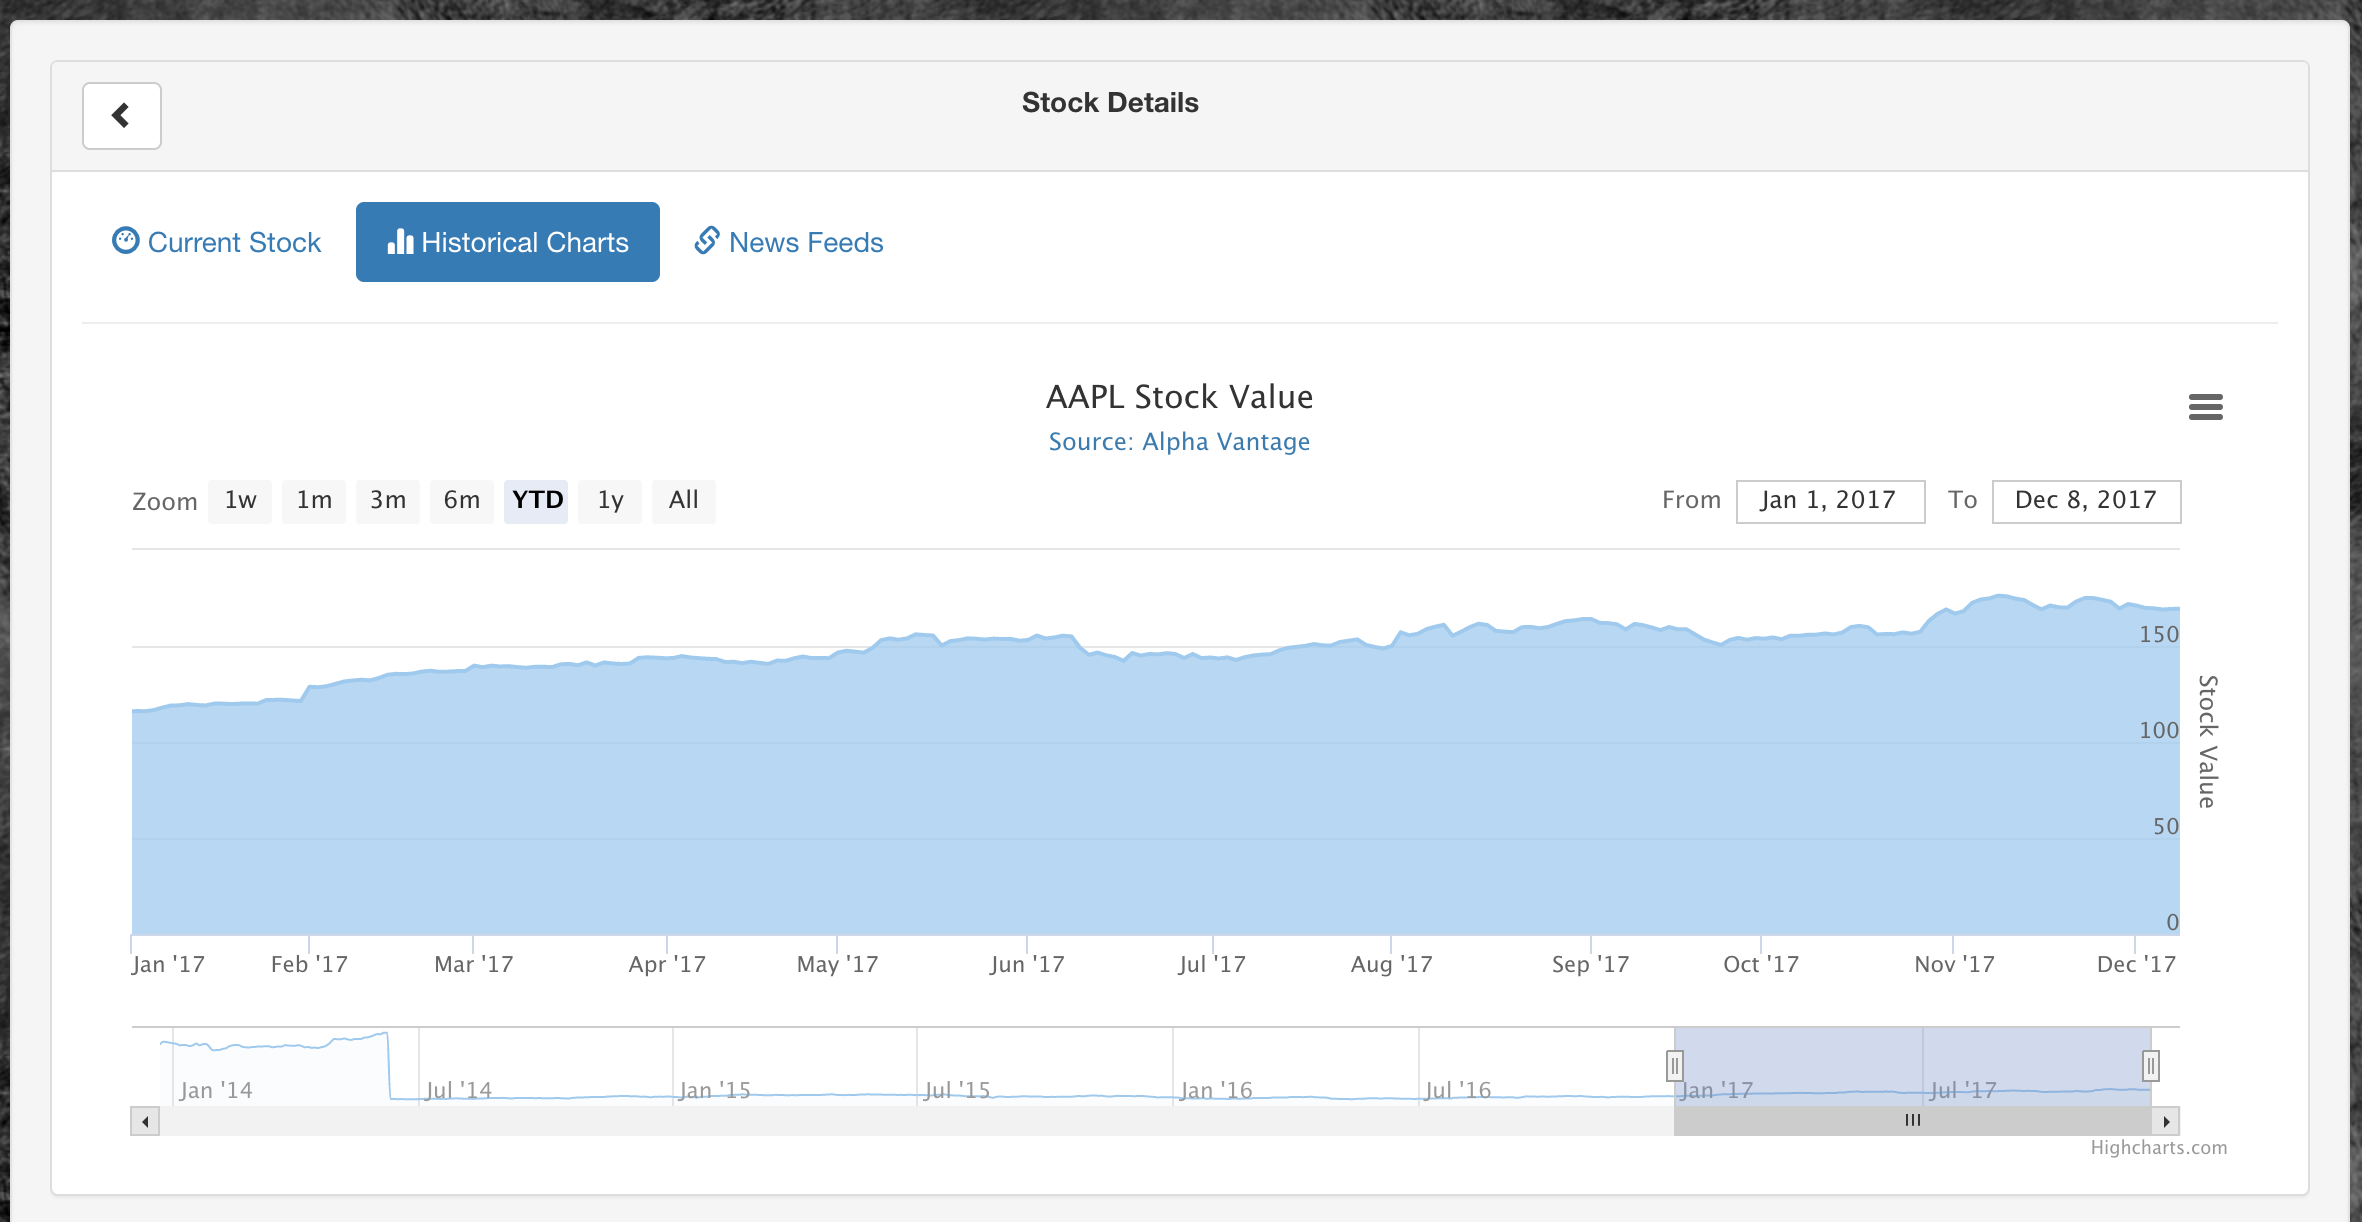 Stock Details
Current Stock Historical Charts News Feeds
AAPL Stock Value
Source: Alpha Vantage
Zoom 1w 1m 3m 6m YTD 1y All From Jan 1, 2017 To Dec 8, 2017
150
100
50
0
Stock Value
Jan '17 Feb '17 Mar '17 Apr '17 May '17 Jun '17 Jul '17 Aug '17 Sep '17 Oct '17 Nov '17 Dec '17
Jan '14 Jul '14 Jan '15 Jul '15 Jan '16 Jul '16 Jan '17 Jul '17
Highcharts.com